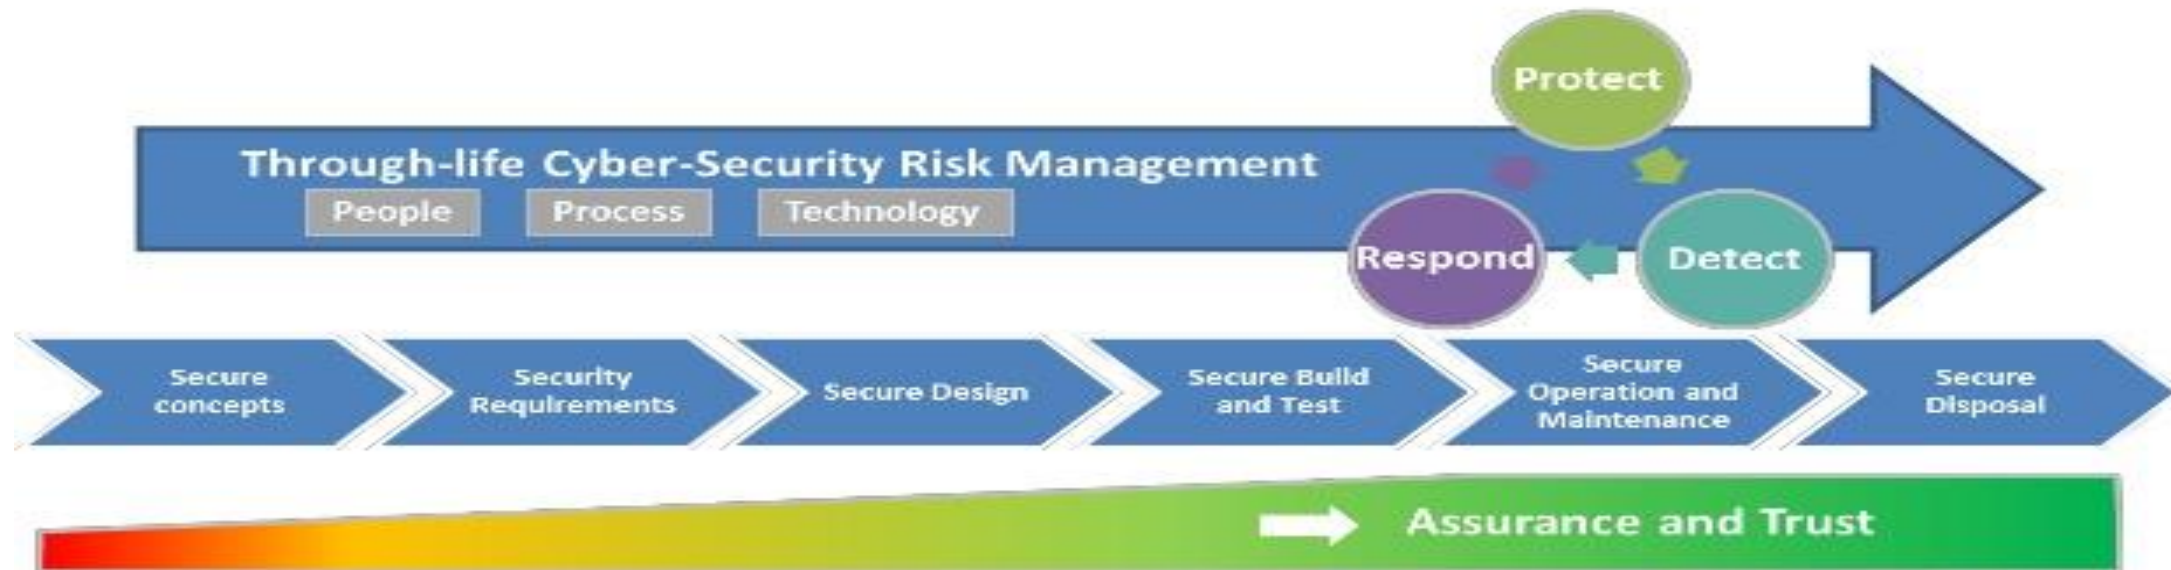 Protect
Through-life Cyber-Security Risk Management
People Process Technology
Respond Detect
Secure
concepts
Security
Requirements
Secure Design
Secure Build
and Test
Secure
Operation and
Maintenance
Secure
Disposal
Assurance and Trust